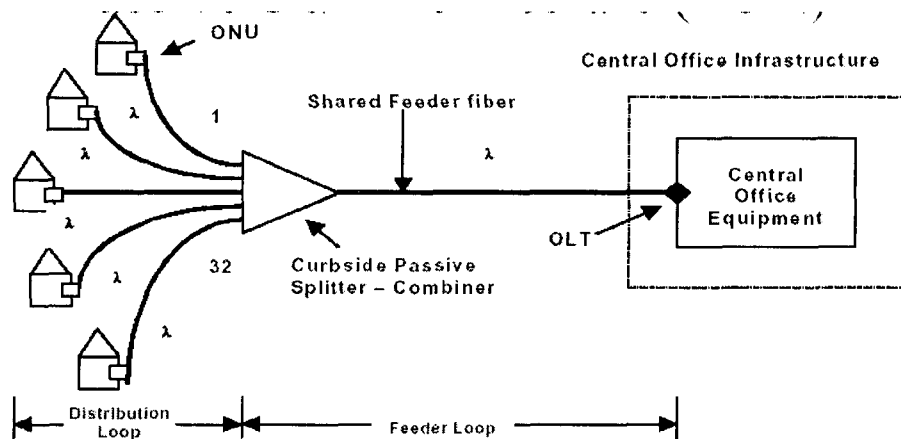 ONU
Central Office Infrastructure
Shared Feeder fiber
λ
1
λ
λ
Central
Office
Equipment
λ
OLT
32
Curbside Passive
Splitter – Combiner
λ
λ
Distribution
Loop
Feeder Loop